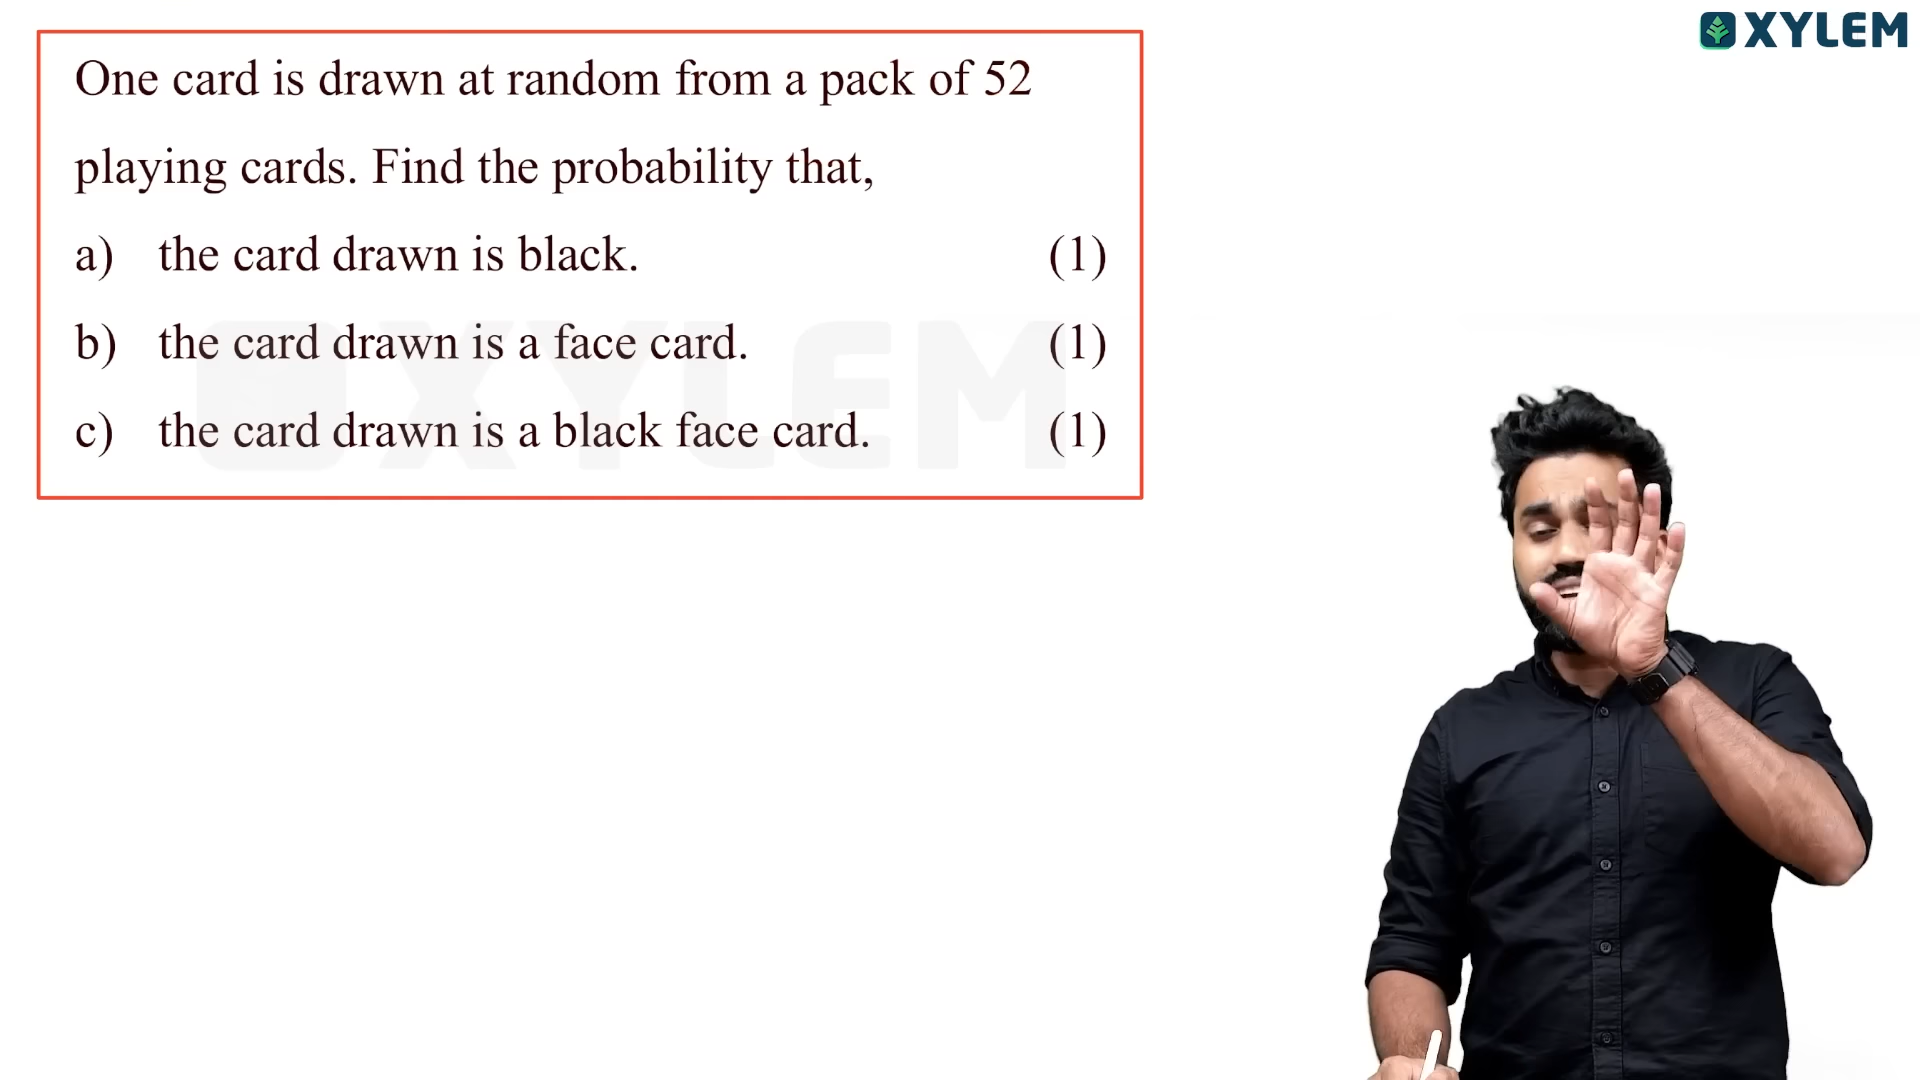 XYLEM
One card is drawn at random from a pack of 52
playing cards. Find the probability that,
a) the card drawn is black. (1)
b) the card drawn is a face card. (1)
c) the card drawn is a black face card. (1)
XYLEM